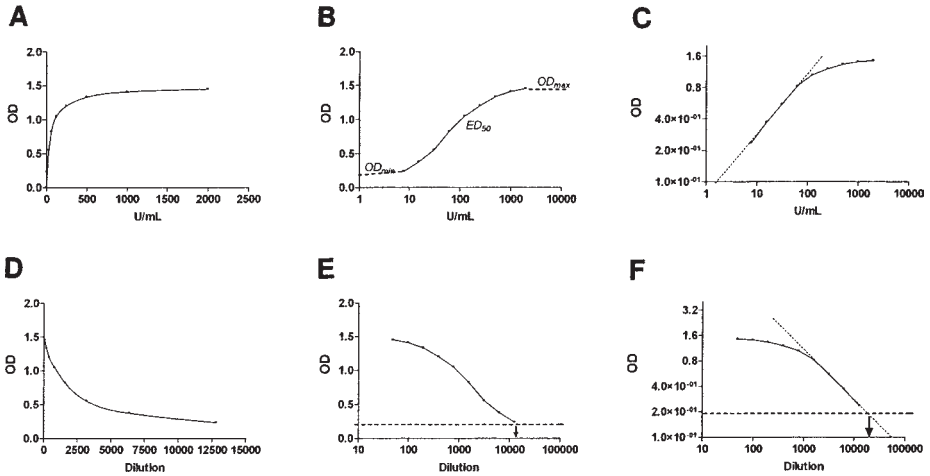 A
OD
2.0
1.5
1.0
0.5
0.0
0 500 1000 1500 2000 2500
U/mL
B
OD
2.0
1.5
1.0
0.5
0.0
ODmax
ED50
ODmin
1 10 100 1000 10000
U/mL
C
OD
1.6
0.8
4.0×10-01
2.0×10-01
1.0×10-01
1 10 100 1000 10000
U/mL
D
OD
2.0
1.5
1.0
0.5
0.0
0 2500 5000 7500 10000 12500 15000
Dilution
E
OD
2.0
1.5
1.0
0.5
0.0
10 100 1000 10000 100000
Dilution
F
OD
3.2
1.6
0.8
4.0×10-01
2.0×10-01
1.0×10-01
10 100 1000 10000 100000
Dilution